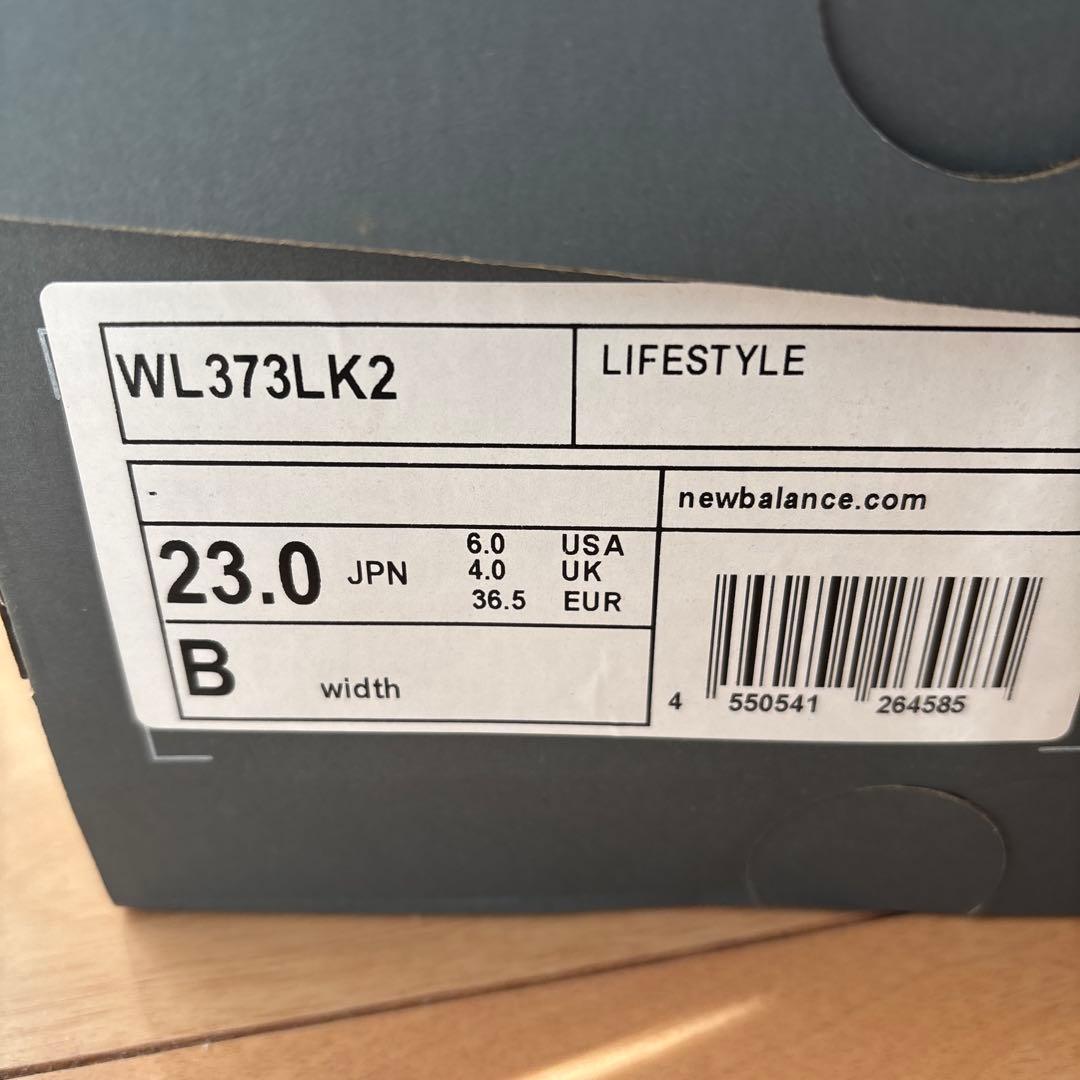 WL373LK2
LIFESTYLE
-
newbalance.com
23.0 JPN
6.0 USA
4.0 UK
36.5 EUR
B width
4 550541 264585